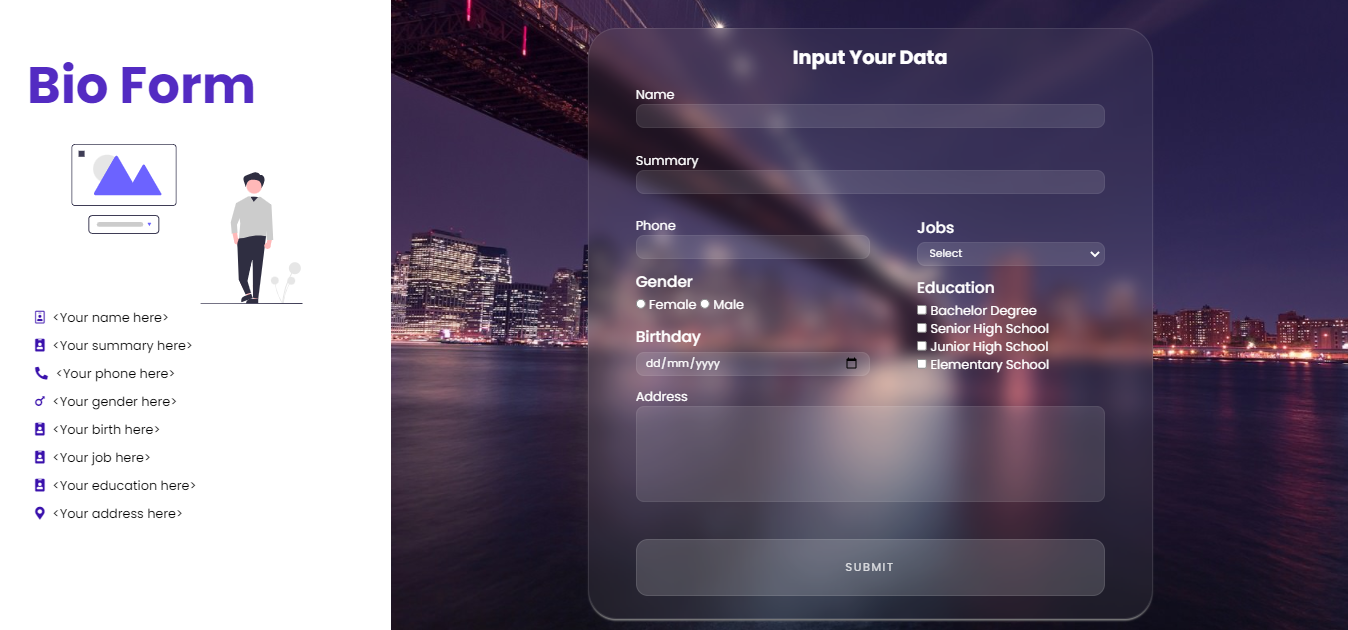 Bio Form
<Your name here>
<Your summary here>
<Your phone here>
<Your gender here>
<Your birth here>
<Your job here>
<Your education here>
<Your address here>
Input Your Data
Name
Summary
Phone
Gender
Female Male
Birthday
dd/mm/yyyy
Jobs
Select
Education
Bachelor Degree
Senior High School
Junior High School
Elementary School
Address
SUBMIT